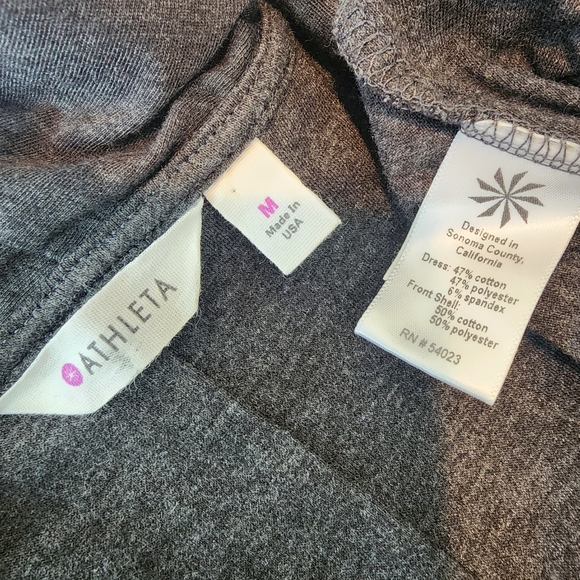 ATHLETA
M
Made In
USA
Designed in
Sonoma County,
California
Dress: 47% cotton
47% polyester
6% spandex
Front Shell:
50% cotton
50% polyester
RN # 54023